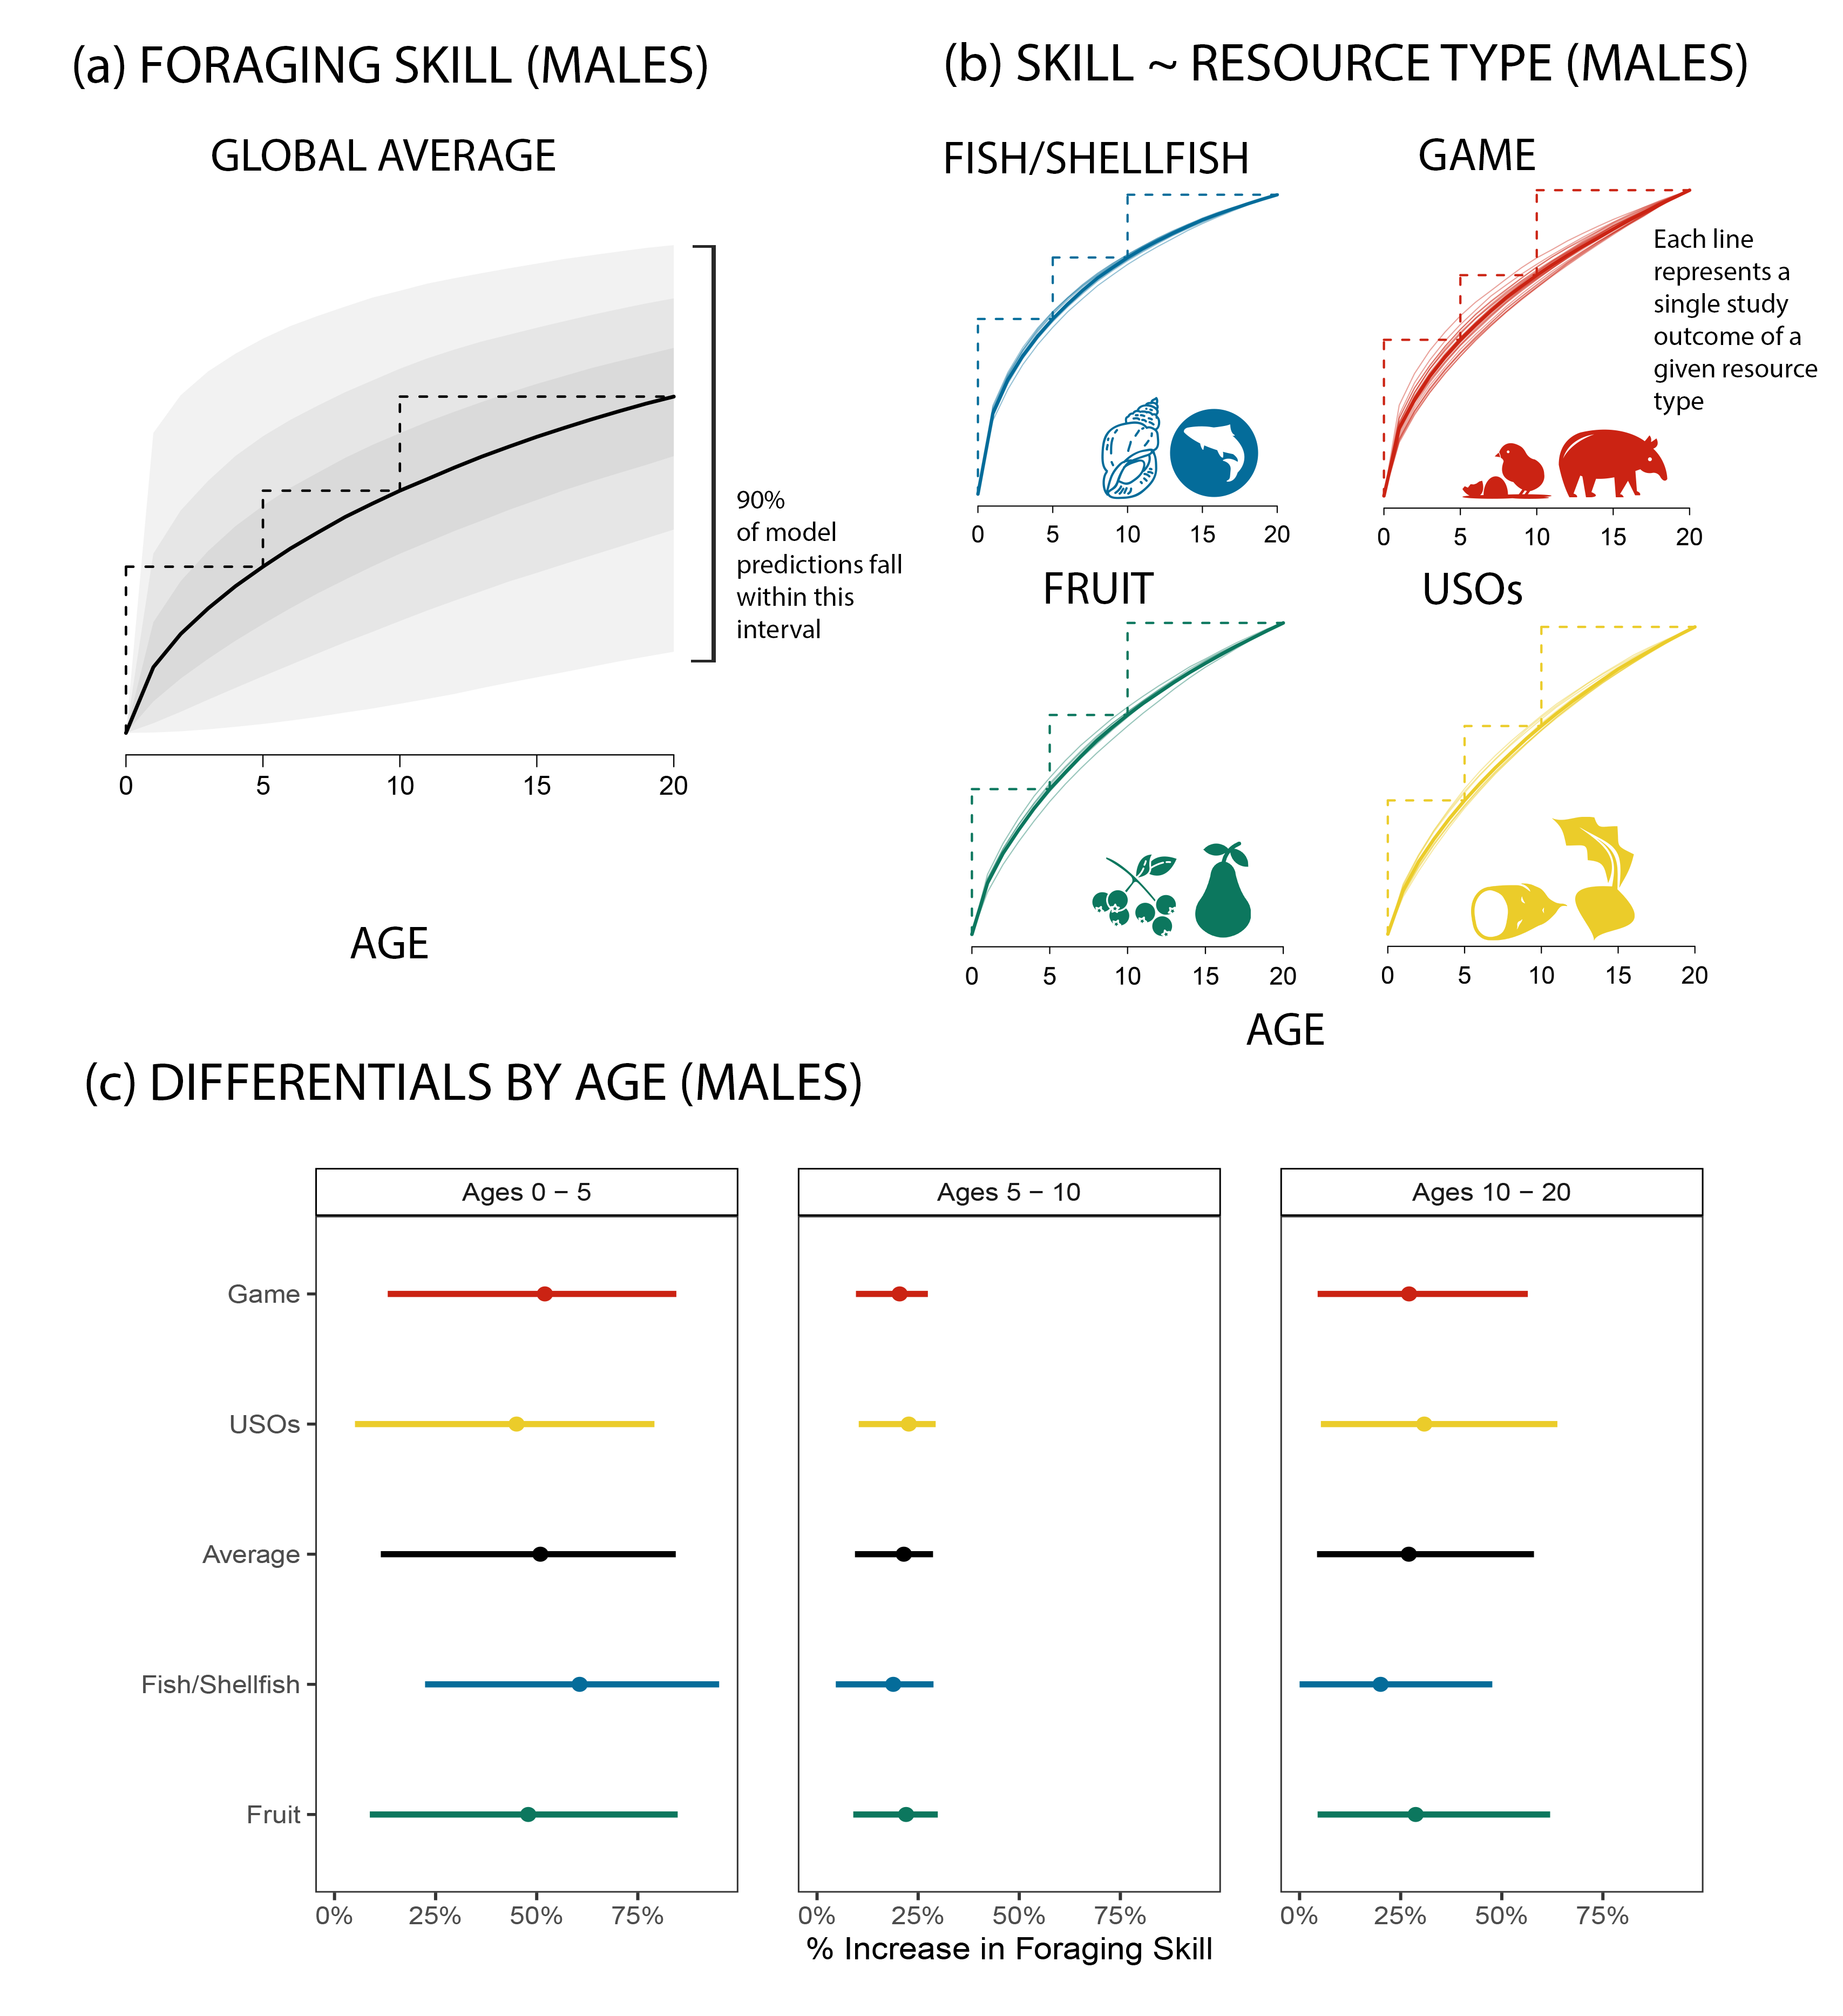 (a) FORAGING SKILL (MALES)
GLOBAL AVERAGE
90%
of model
predictions fall
within this
interval
0 5 10 15 20
AGE
(b) SKILL ~ RESOURCE TYPE (MALES)
FISH/SHELLFISH
0 5 10 15 20
GAME
Each line
represents a
single study
outcome of a
given resource
type
0 5 10 15 20
FRUIT
0 5 10 15 20
USOs
0 5 10 15 20
AGE
(c) DIFFERENTIALS BY AGE (MALES)
Ages 0 − 5
Ages 5 − 10
Ages 10 − 20
Game
USOs
Average
Fish/Shellfish
Fruit
0% 25% 50% 75%
0% 25% 50% 75%
0% 25% 50% 75%
% Increase in Foraging Skill